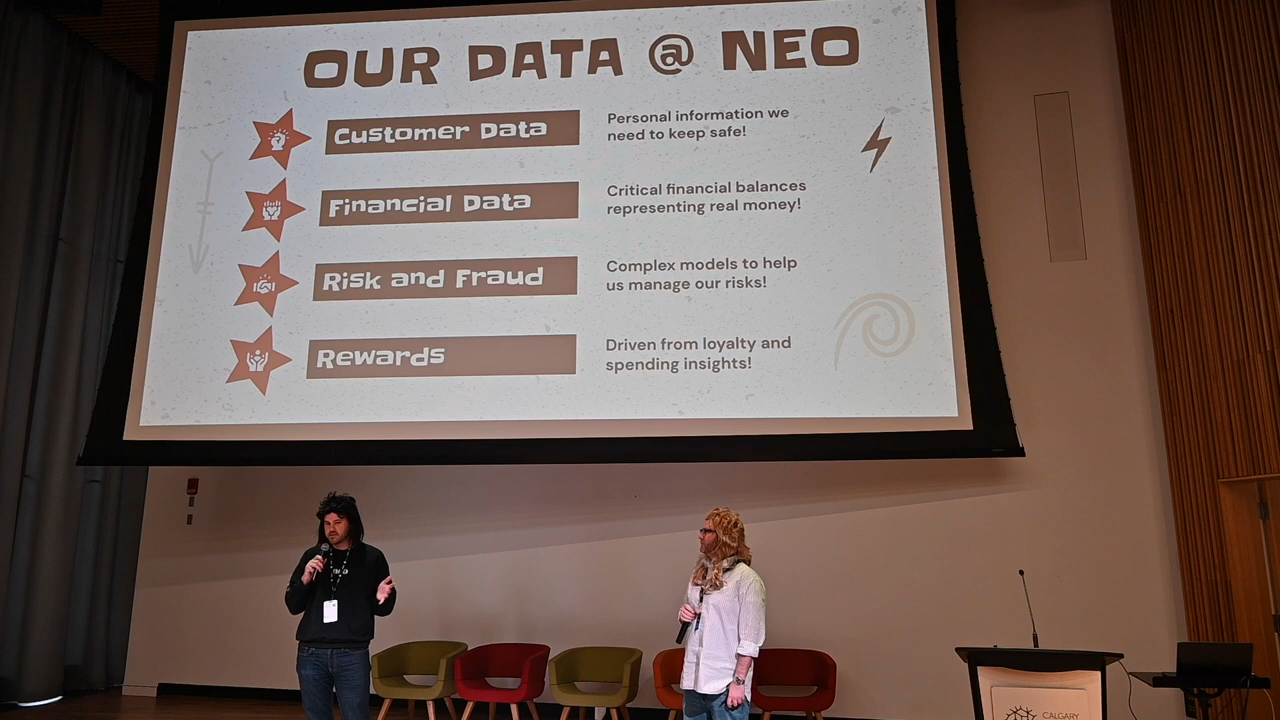 OUR DATA @ NEO
Customer Data
Personal information we
need to keep safe!
Financial Data
Critical financial balances
representing real money!
Risk and Fraud
Complex models to help
us manage our risks!
Rewards
Driven from loyalty and
spending insights!
CALGARY